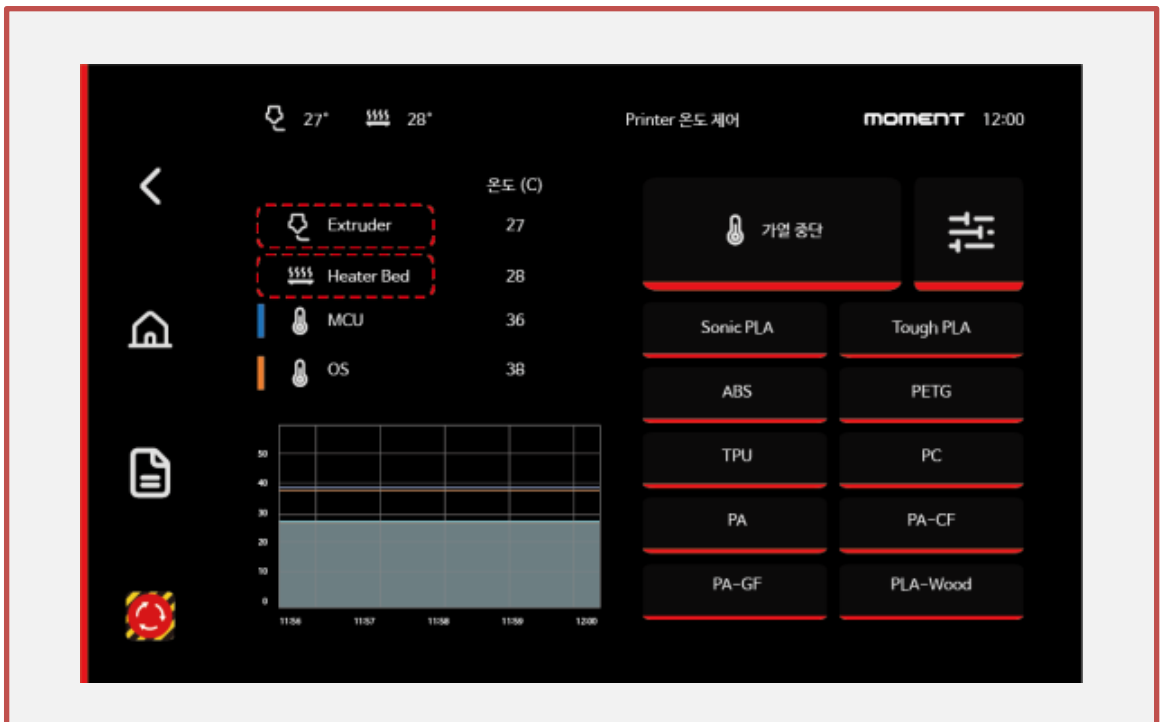 27° 28° Printer 온도 제어 moment 12:00
온도 (C)
Extruder 27
Heater Bed 28
MCU 36
OS 38
가열 중단
Sonic PLA Tough PLA
ABS PETG
TPU PC
PA PA-CF
PA-GF PLA-Wood
50
40
30
20
10
0
11:56 11:57 11:58 11:59 12:00